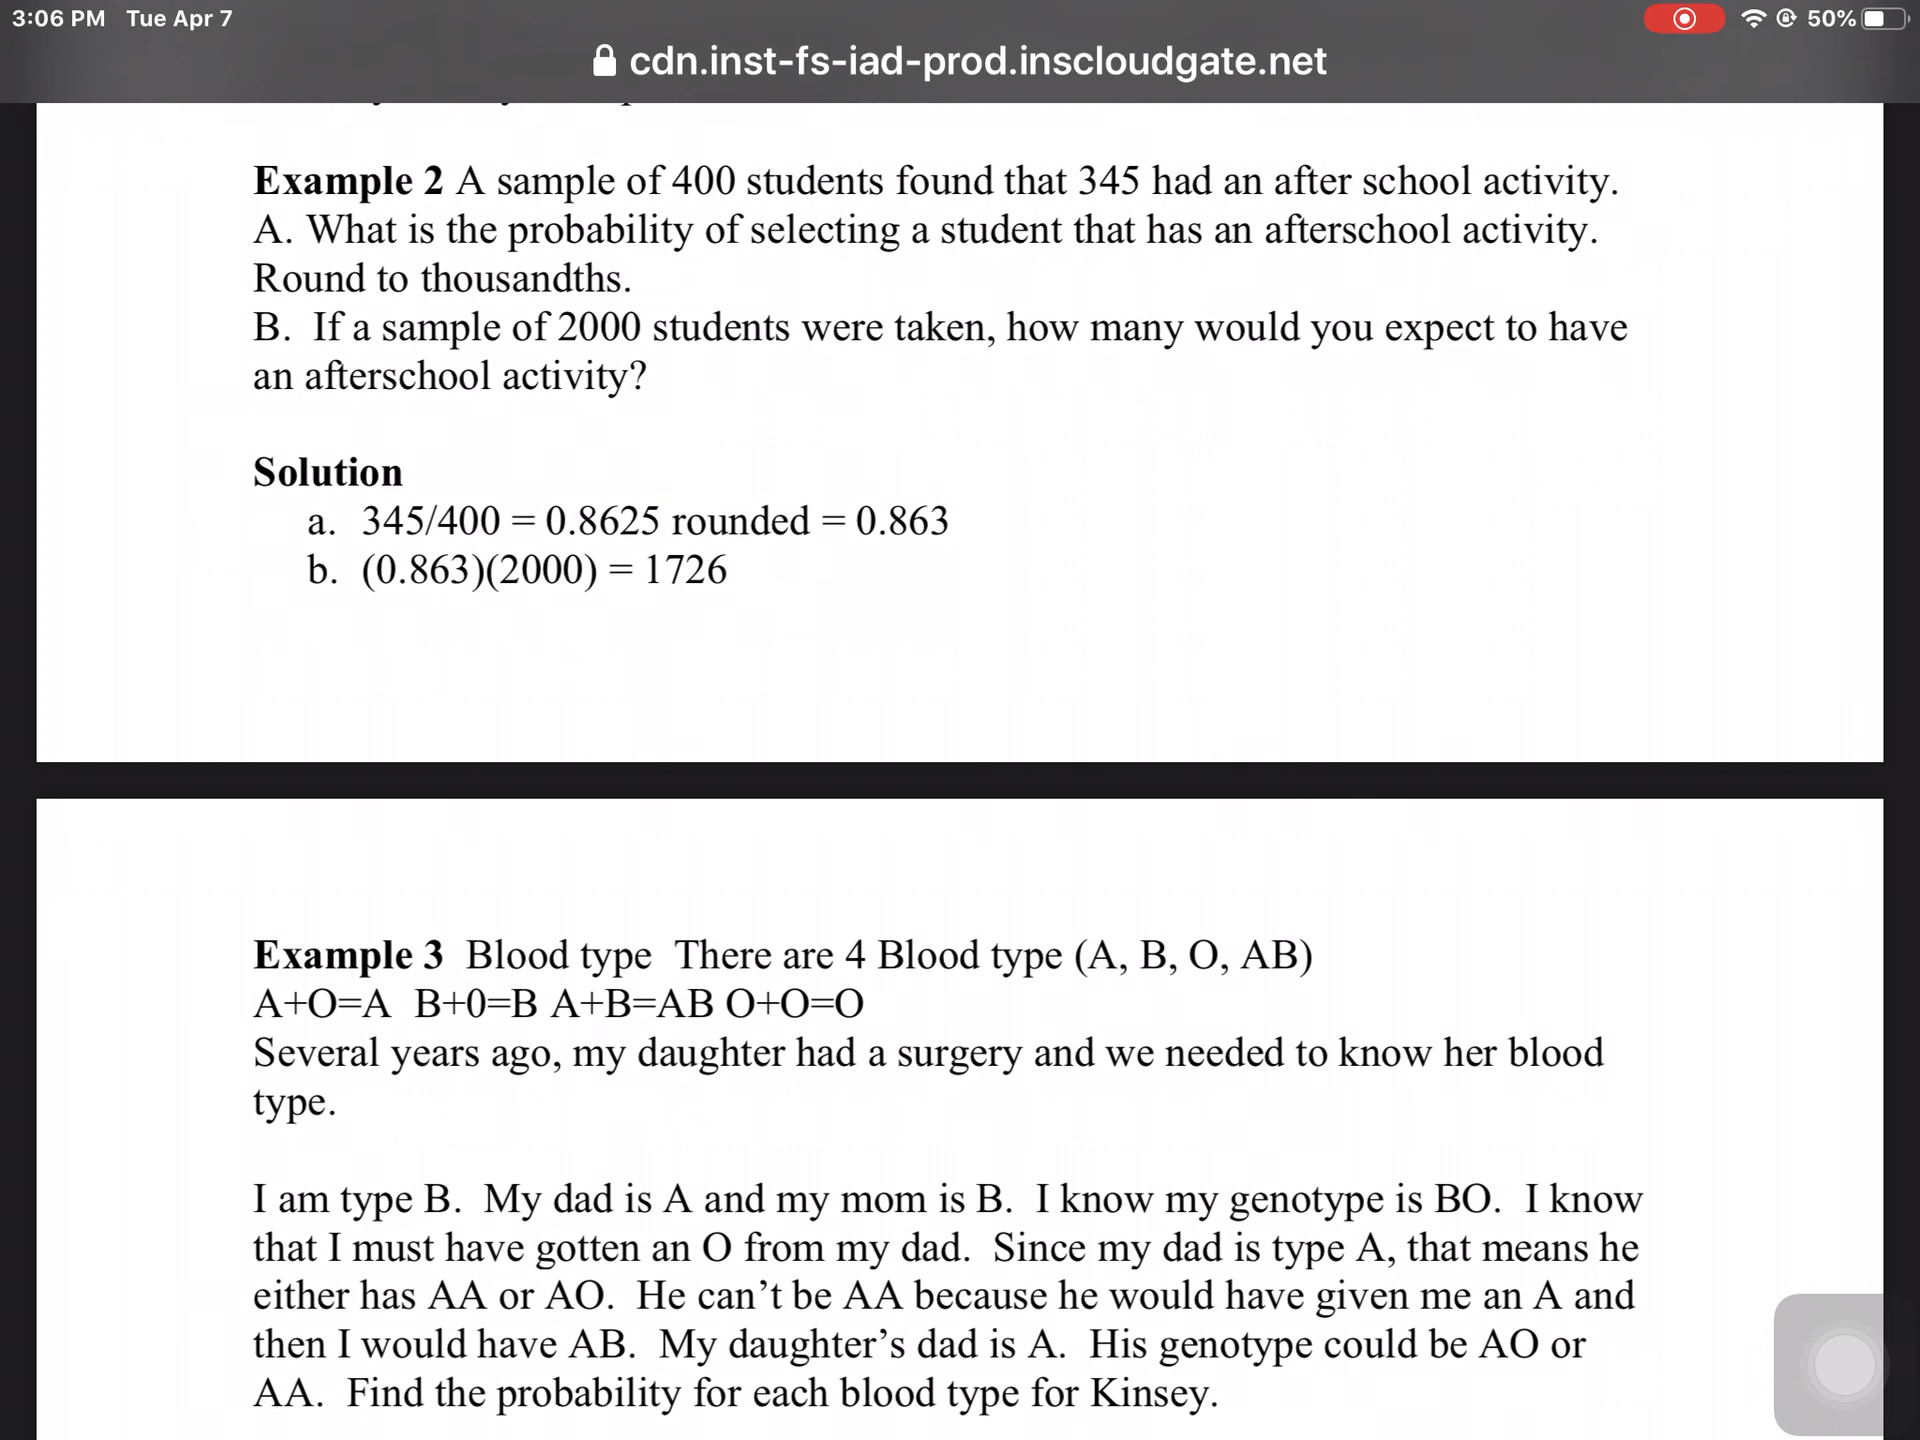 3:06 PM Tue Apr 7
50%
cdn.inst-fs-iad-prod.inscloudgate.net
Example 2 A sample of 400 students found that 345 had an after school activity.
A. What is the probability of selecting a student that has an afterschool activity.
Round to thousandths.
B. If a sample of 2000 students were taken, how many would you expect to have
an afterschool activity?
Solution
a. 345/400 = 0.8625 rounded = 0.863
b. (0.863)(2000) = 1726
Example 3 Blood type There are 4 Blood type (A, B, O, AB)
A+O=A B+0=B A+B=AB O+O=O
Several years ago, my daughter had a surgery and we needed to know her blood
type.
I am type B. My dad is A and my mom is B. I know my genotype is BO. I know
that I must have gotten an O from my dad. Since my dad is type A, that means he
either has AA or AO. He can’t be AA because he would have given me an A and
then I would have AB. My daughter’s dad is A. His genotype could be AO or
AA. Find the probability for each blood type for Kinsey.